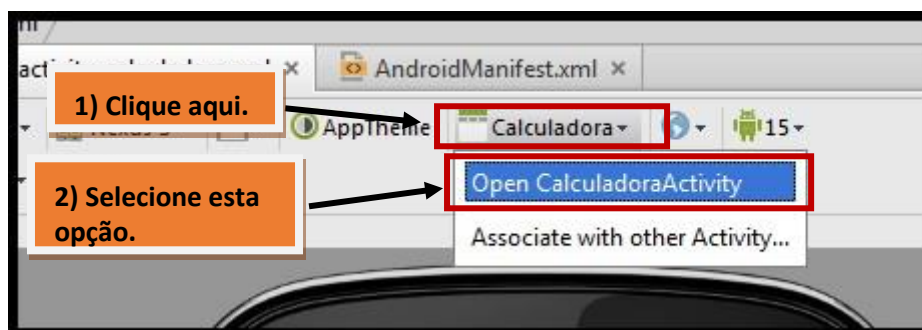 AndroidManifest.xml
1) Clique aqui.
AppTheme
Calculadora
15
Open CalculadoraActivity
2) Selecione esta
opção.
Associate with other Activity...